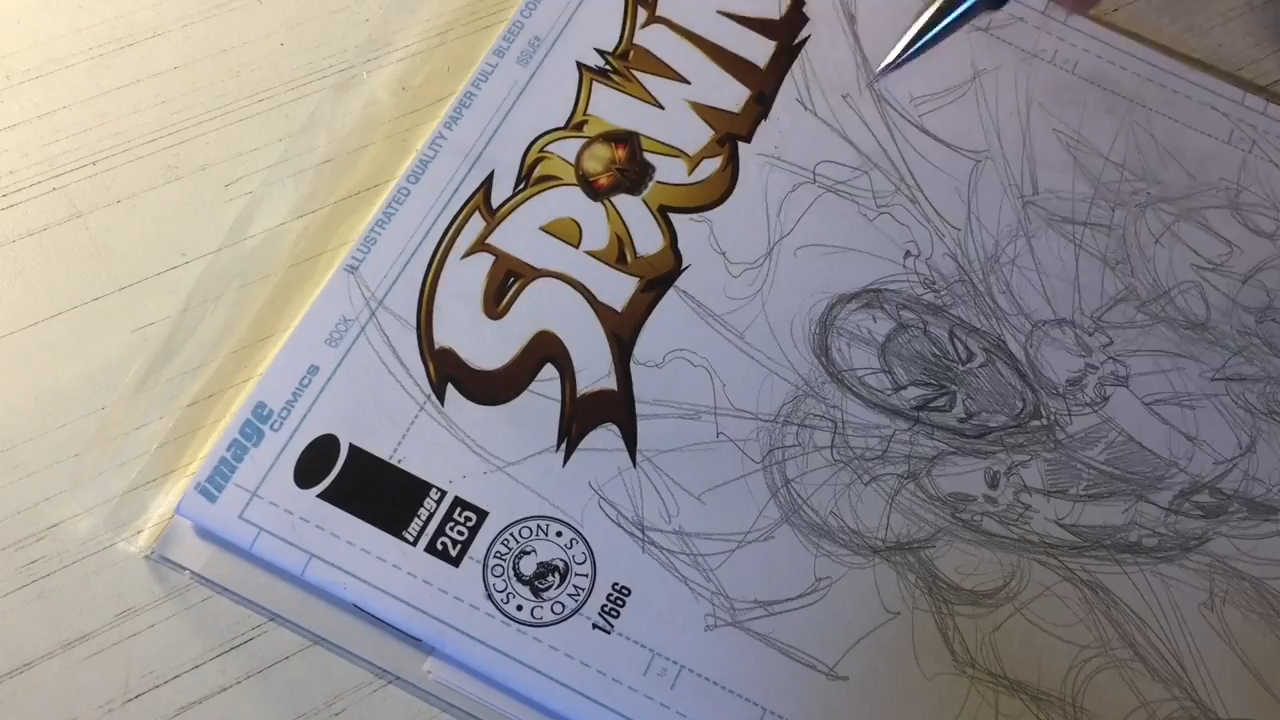 ILLUSTRATED QUALITY PAPER FULL BLEED CO
ISSUE#
BOOK
image
COMICS
SPAWN
image
265
SCORPION
COMICS
1/666